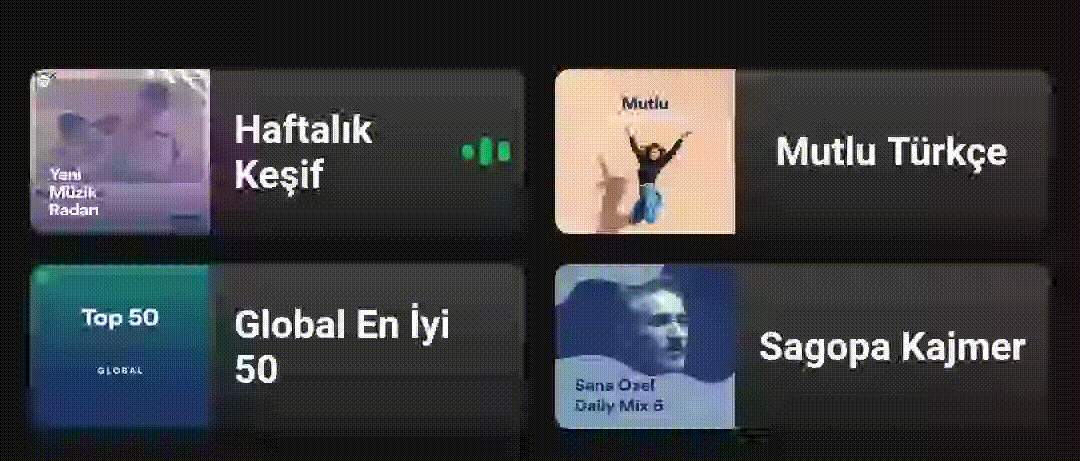 Yeni
Müzik
Radarı
Haftalık
Keşif
Mutlu
Mutlu Türkçe
Top 50
GLOBAL
Global En İyi
50
Sana Özel
Daily Mix 6
Sagopa Kajmer